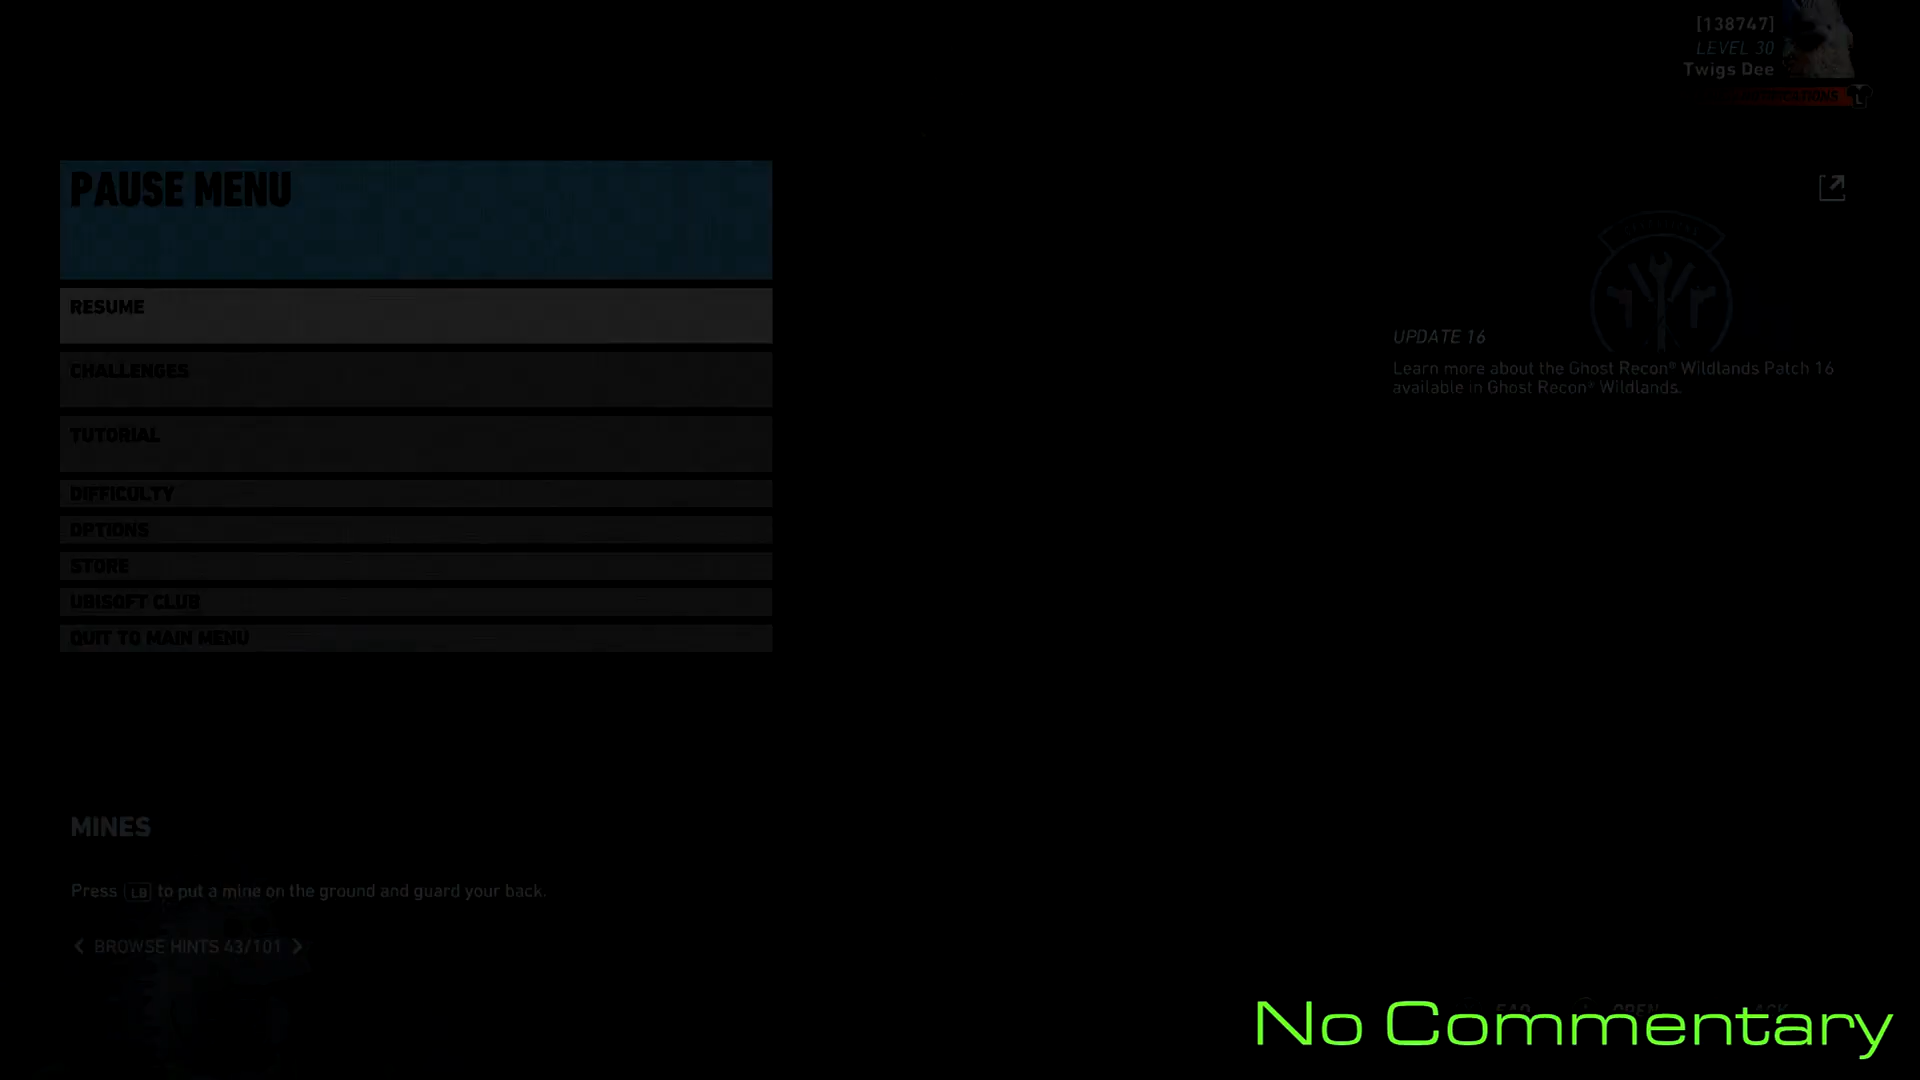 [138747]
LEVEL 30
Twigs Dee
PAUSE MENU
RESUME
CHALLENGES
TUTORIAL
DIFFICULTY
OPTIONS
STORE
UBISOFT CLUB
QUIT TO MAIN MENU
UPDATE 16
Learn more about the Ghost Recon® Wildlands Patch 16
available in Ghost Recon® Wildlands.
MINES
Press LB to put a mine on the ground and guard your back.
< BROWSE HINTS 43/101 >
OPEN
No Commentary